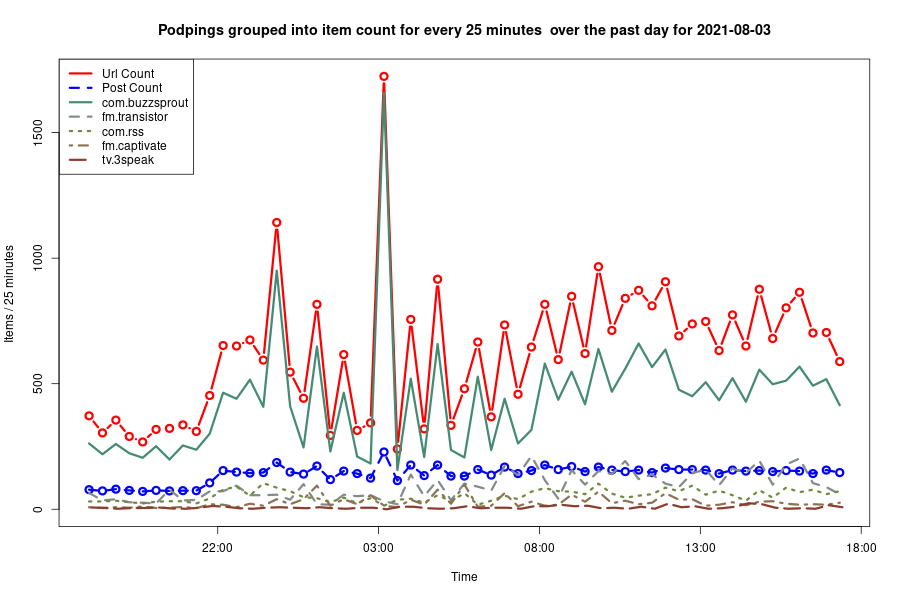 Podpings grouped into item count for every 25 minutes  over the past day for 2021-08-03
Url Count
Post Count
com.buzzsprout
fm.transistor
com.rss
fm.captivate
tv.3speak
Items / 25 minutes
1500
1000
500
0
22:00 03:00 08:00 13:00 18:00
Time